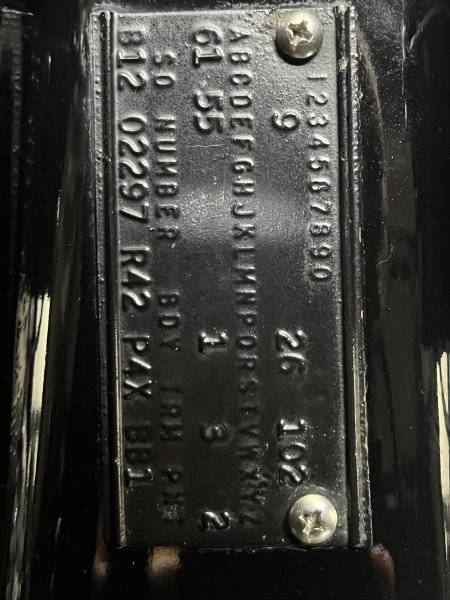 1234567890
9 26 102
ABCDEFGHJKLMNPQRSTVWXYZ
61 55 1 8 2
SO NUMBER BDY TRM PNT
812 02297 R42 P4X BB1